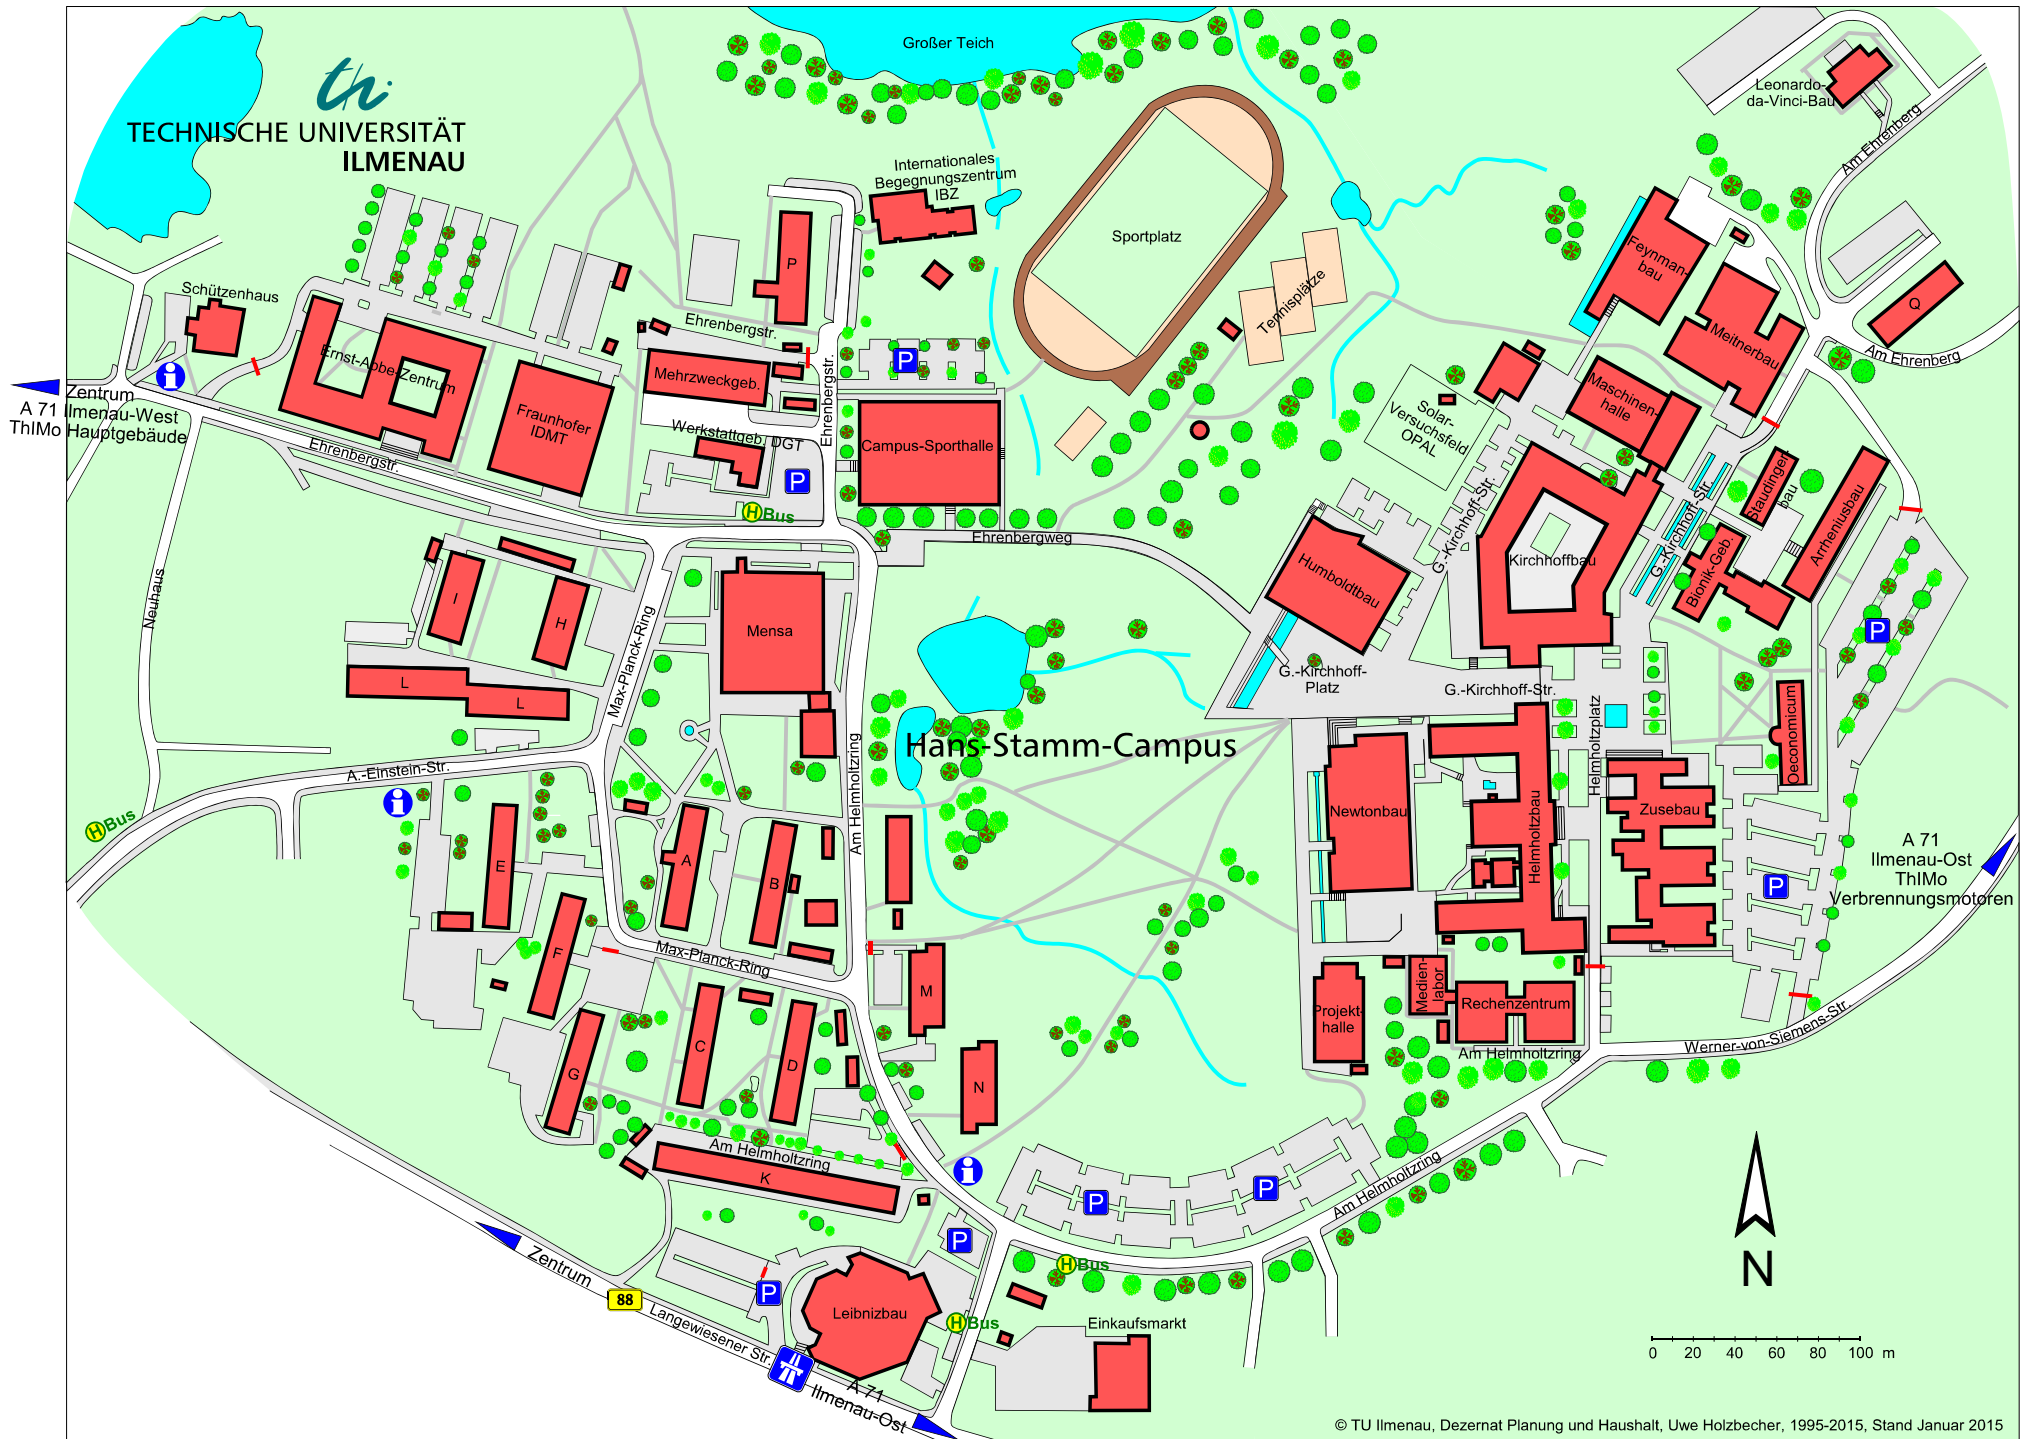 Großer Teich
TECHNISCHE UNIVERSITÄT
ILMENAU
Leonardo-
da-Vinci-Bau
Am Ehrenberg
Internationales
Begegnungszentrum
IBZ
Sportplatz
Tennisplätze
Feynman-
bau
Meitnerbau
Q
Am Ehrenberg
Schützenhaus
P
Ehrenbergstr.
Ernst-Abbe-Zentrum
Mehrzweckgeb.
P
Ehrenbergstr.
Zentrum
A 71 Ilmenau-West
ThIMo Hauptgebäude
Fraunhofer
IDMT
Werkstattgeb. DGT
Campus-Sporthalle
Ehrenbergstr.
P
H Bus
Ehrenbergweg
Solar-
Versuchsfeld
OPAL
Maschinen-
halle
G.-Kirchhoff-Str.
Kirchhoffbau
Humboldtbau
G.-Kirchhoff-Str.
Staudinger-
bau
Bionik-Geb.
Arrheniusbau
P
Neuhaus
I
H
Mensa
L
L
Max-Planck-Ring
G.-Kirchhoff-
Platz
G.-Kirchhoff-Str.
Helmholtzplatz
Oeconomicum
Hans-Stamm-Campus
A.-Einstein-Str.
Am Helmholtzring
H Bus
Newtonbau
Helmholtzbau
Zusebau
A 71
Ilmenau-Ost
ThIMo
Verbrennungsmotoren
P
E
A
B
F
Max-Planck-Ring
M
Medien-
labor
Projekt-
halle
Rechenzentrum
Am Helmholtzring
Werner-von-Siemens-Str.
G
C
D
N
Am Helmholtzring
K
P
P
Am Helmholtzring
P
H Bus
N
Zentrum
88
Langewiesener Str.
P
Leibnizbau
H Bus
Einkaufsmarkt
A 71
Ilmenau-Ost
0 20 40 60 80 100 m
© TU Ilmenau, Dezernat Planung und Haushalt, Uwe Holzbecher, 1995-2015, Stand Januar 2015